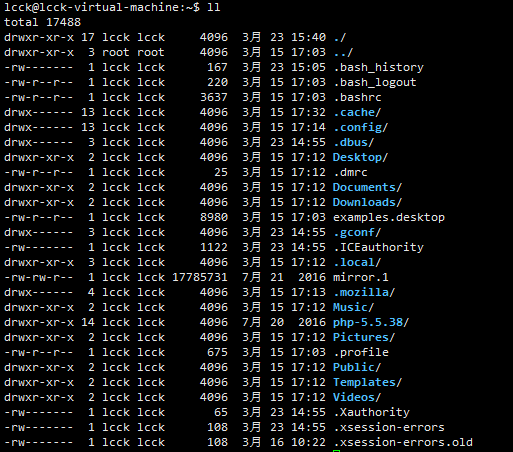 lcck@lcck-virtual-machine:~$ ll
total 17488
drwxr-xr-x 17 lcck lcck     4096  3月 23 15:40 ./
drwxr-xr-x  3 root root     4096  3月 15 17:03 ../
-rw-------  1 lcck lcck      167  3月 23 15:05 .bash_history
-rw-r--r--  1 lcck lcck      220  3月 15 17:03 .bash_logout
-rw-r--r--  1 lcck lcck     3637  3月 15 17:03 .bashrc
drwx------ 13 lcck lcck     4096  3月 15 17:32 .cache/
drwx------ 13 lcck lcck     4096  3月 15 17:14 .config/
drwx------  3 lcck lcck     4096  3月 23 14:55 .dbus/
drwxr-xr-x  2 lcck lcck     4096  3月 15 17:12 Desktop/
-rw-r--r--  1 lcck lcck       25  3月 15 17:12 .dmrc
drwxr-xr-x  2 lcck lcck     4096  3月 15 17:12 Documents/
drwxr-xr-x  2 lcck lcck     4096  3月 15 17:12 Downloads/
-rw-r--r--  1 lcck lcck     8980  3月 15 17:03 examples.desktop
drwx------  3 lcck lcck     4096  3月 23 14:55 .gconf/
-rw-------  1 lcck lcck     1122  3月 23 14:55 .ICEauthority
drwxr-xr-x  3 lcck lcck     4096  3月 15 17:12 .local/
-rw-rw-r--  1 lcck lcck 17785731  7月 21  2016 mirror.1
drwx------  4 lcck lcck     4096  3月 15 17:13 .mozilla/
drwxr-xr-x  2 lcck lcck     4096  3月 15 17:12 Music/
drwxr-xr-x 14 lcck lcck     4096  7月 20  2016 php-5.5.38/
drwxr-xr-x  2 lcck lcck     4096  3月 15 17:12 Pictures/
-rw-r--r--  1 lcck lcck      675  3月 15 17:03 .profile
drwxr-xr-x  2 lcck lcck     4096  3月 15 17:12 Public/
drwxr-xr-x  2 lcck lcck     4096  3月 15 17:12 Templates/
drwxr-xr-x  2 lcck lcck     4096  3月 15 17:12 Videos/
-rw-------  1 lcck lcck       65  3月 23 14:55 .Xauthority
-rw-------  1 lcck lcck      108  3月 23 14:55 .xsession-errors
-rw-------  1 lcck lcck      108  3月 16 10:22 .xsession-errors.old